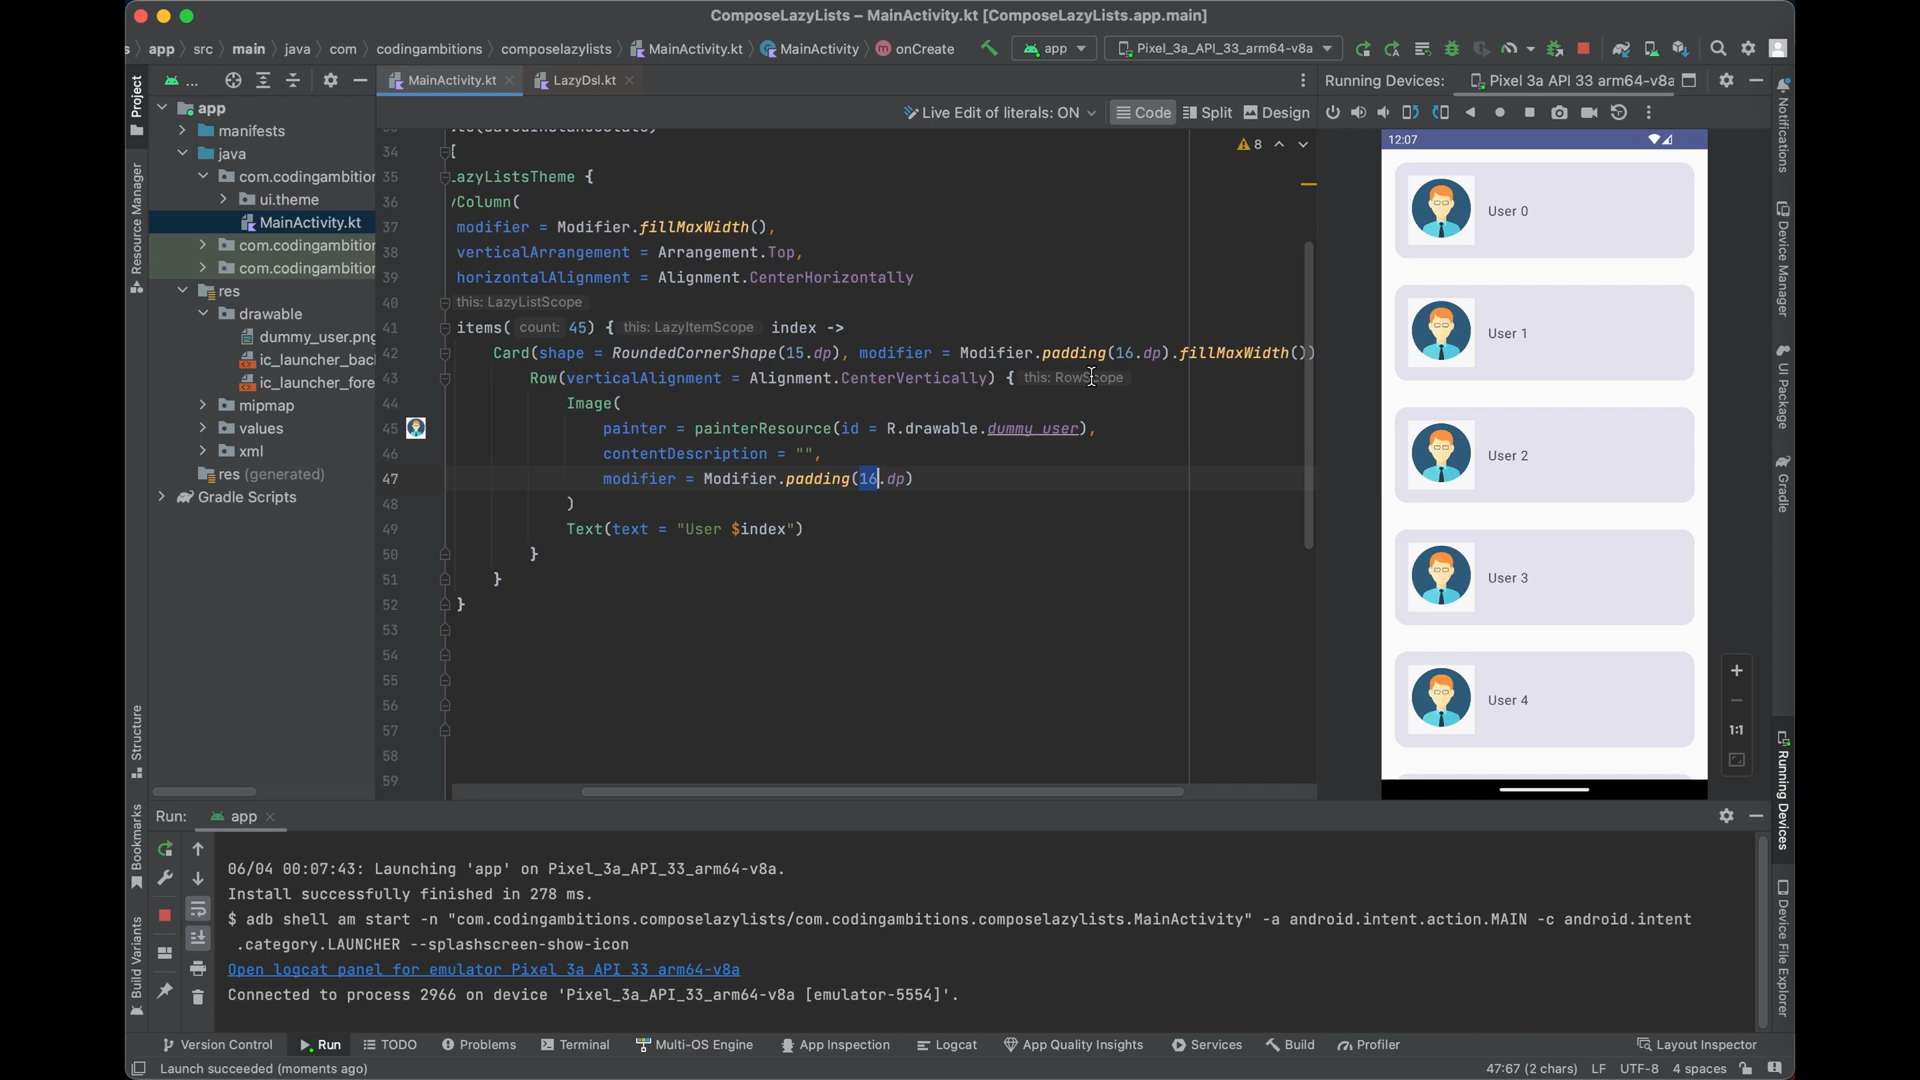 ComposeLazyLists – MainActivity.kt [ComposeLazyLists.app.main]
s app src main java com codingambitions composelazylists MainActivity.kt MainActivity onCreate app Pixel_3a_API_33_arm64-v8a
... MainActivity.kt LazyDsl.kt Running Devices: Pixel 3a API 33 arm64-v8a
Live Edit of literals: ON Code Split Design
Project
Resource Manager
Structure
Bookmarks
Build Variants
app
manifests
java
com.codingambition
ui.theme
MainActivity.kt
com.codingambition
com.codingambition
res
drawable
dummy_user.png
ic_launcher_bac
ic_launcher_fore
mipmap
values
xml
res (generated)
Gradle Scripts
8
34 {
35 LazyListsTheme {
36 yColumn(
37 modifier = Modifier.fillMaxWidth(),
38 verticalArrangement = Arrangement.Top,
39 horizontalAlignment = Alignment.CenterHorizontally
40 this: LazyListScope
41 items( count: 45) { this: LazyItemScope index ->
42 Card(shape = RoundedCornerShape(15.dp), modifier = Modifier.padding(16.dp).fillMaxWidth())
43 Row(verticalAlignment = Alignment.CenterVertically) { this: RowScope
44 Image(
45 painter = painterResource(id = R.drawable.dummy_user),
46 contentDescription = "",
47 modifier = Modifier.padding(16.dp)
48 )
49 Text(text = "User $index")
50 }
51 }
52 }
53
54
55
56
57
58
59
12:07
User 0
User 1
User 2
User 3
User 4
1:1
Notifications
Device Manager
UI Package
Gradle
Running Devices
Device File Explorer
Run: app
06/04 00:07:43: Launching 'app' on Pixel_3a_API_33_arm64-v8a.
Install successfully finished in 278 ms.
$ adb shell am start -n "com.codingambitions.composelazylists/com.codingambitions.composelazylists.MainActivity" -a android.intent.action.MAIN -c android.intent
.category.LAUNCHER --splashscreen-show-icon
Open logcat panel for emulator Pixel 3a API 33 arm64-v8a
Connected to process 2966 on device 'Pixel_3a_API_33_arm64-v8a [emulator-5554]'.
Version Control Run TODO Problems Terminal Multi-OS Engine App Inspection Logcat App Quality Insights Services Build Profiler Layout Inspector
Launch succeeded (moments ago) 47:67 (2 chars) LF UTF-8 4 spaces